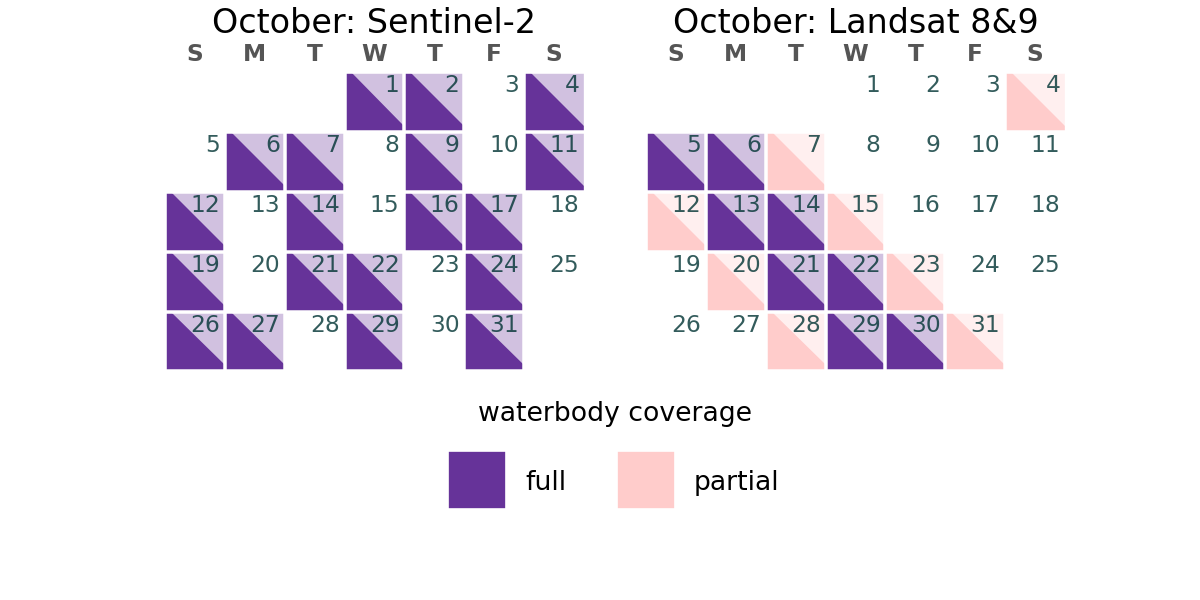 October: Sentinel-2
S M T W T F S
1 2 3 4
5 6 7 8 9 10 11
12 13 14 15 16 17 18
19 20 21 22 23 24 25
26 27 28 29 30 31
October: Landsat 8&9
S M T W T F S
1 2 3 4
5 6 7 8 9 10 11
12 13 14 15 16 17 18
19 20 21 22 23 24 25
26 27 28 29 30 31
waterbody coverage
full
partial